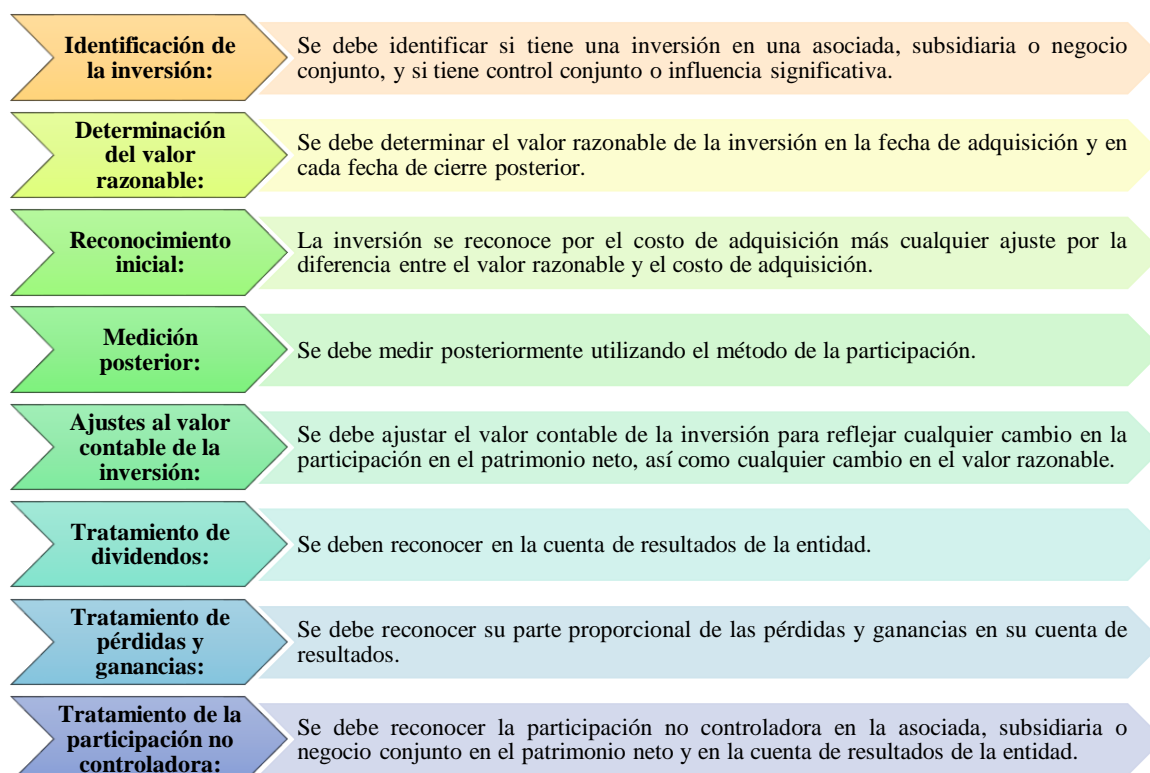 Identificación de
la inversión:
Se debe identificar si tiene una inversión en una asociada, subsidiaria o negocio
conjunto, y si tiene control conjunto o influencia significativa.
Determinación
del valor
razonable:
Se debe determinar el valor razonable de la inversión en la fecha de adquisición y en
cada fecha de cierre posterior.
Reconocimiento
inicial:
La inversión se reconoce por el costo de adquisición más cualquier ajuste por la
diferencia entre el valor razonable y el costo de adquisición.
Medición
posterior:
Se debe medir posteriormente utilizando el método de la participación.
Ajustes al valor
contable de la
inversión:
Se debe ajustar el valor contable de la inversión para reflejar cualquier cambio en la
participación en el patrimonio neto, así como cualquier cambio en el valor razonable.
Tratamiento de
dividendos:
Se deben reconocer en la cuenta de resultados de la entidad.
Tratamiento de
pérdidas y
ganancias:
Se debe reconocer su parte proporcional de las pérdidas y ganancias en su cuenta de
resultados.
Tratamiento de la
participación no
controladora:
Se debe reconocer la participación no controladora en la asociada, subsidiaria o
negocio conjunto en el patrimonio neto y en la cuenta de resultados de la entidad.